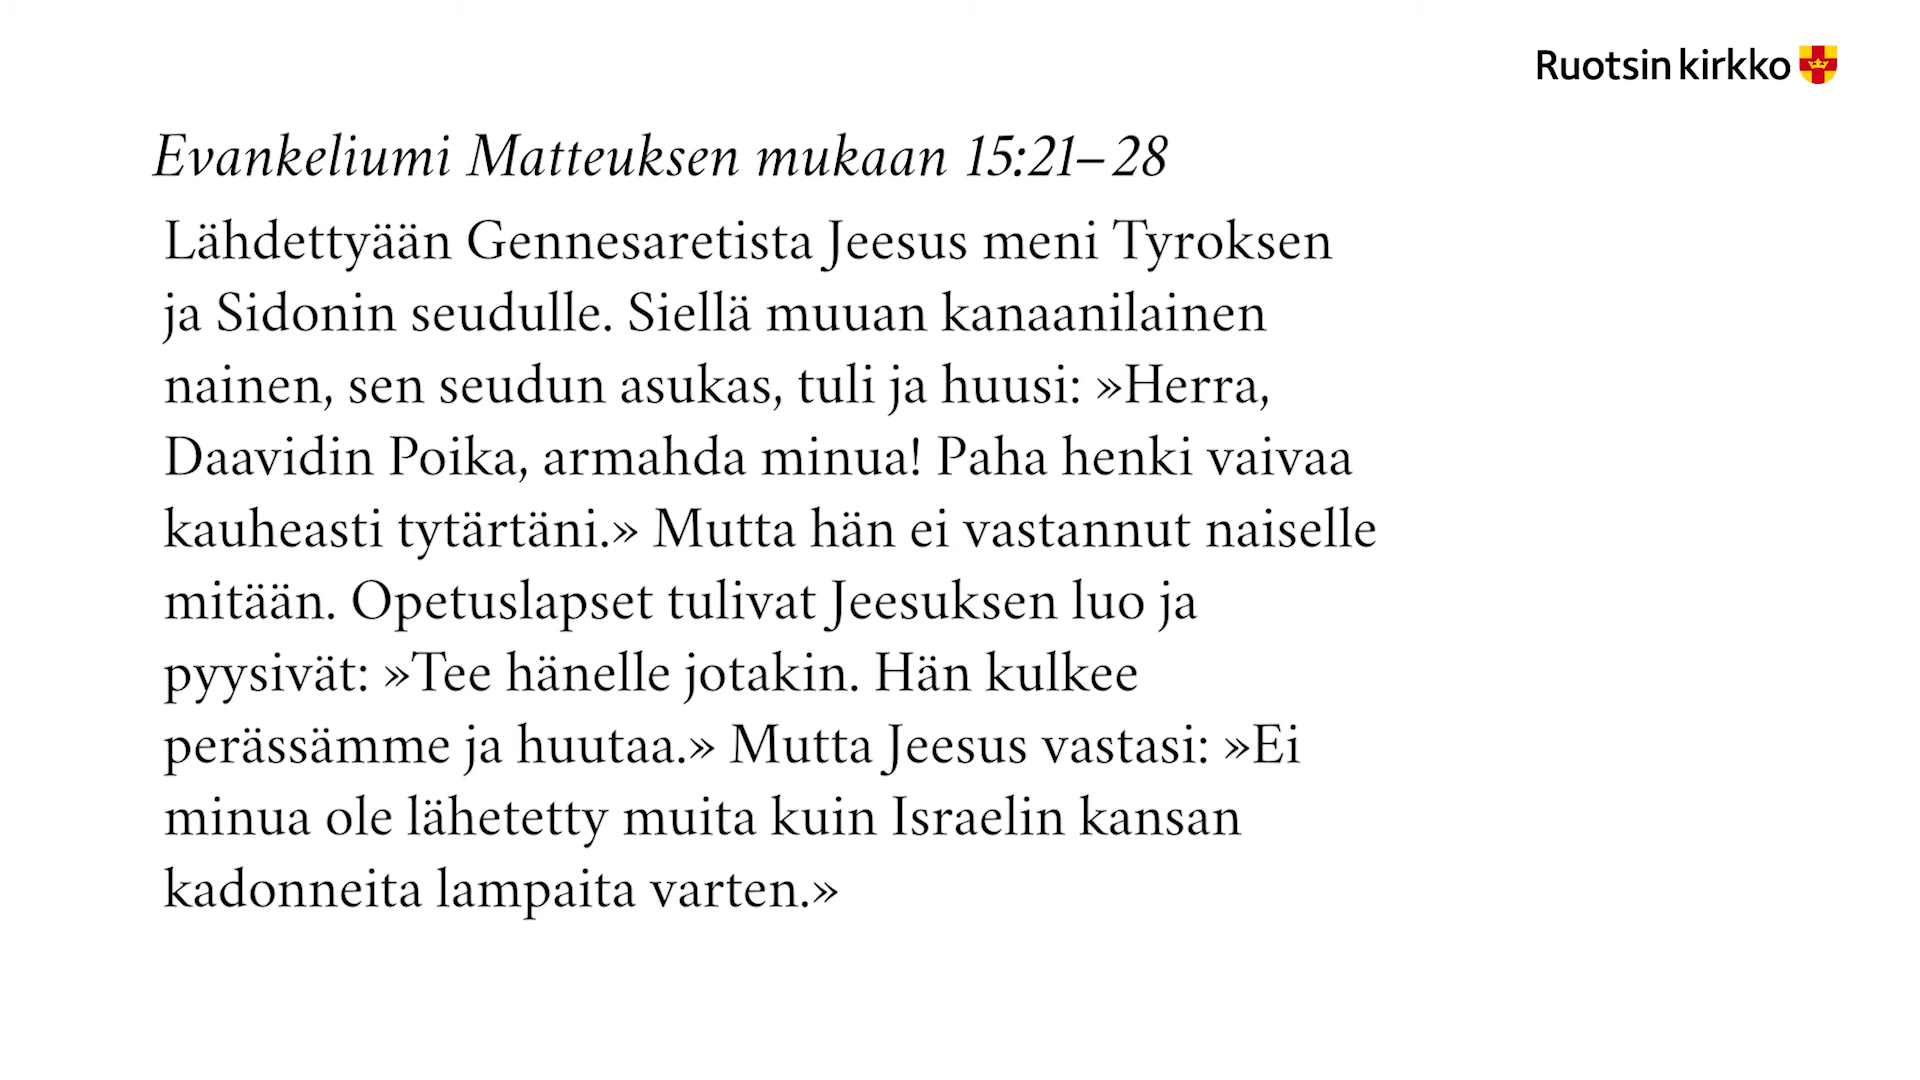 Ruotsin kirkko
Evankeliumi Matteuksen mukaan 15:21–28
Lähdettyään Gennesaretista Jeesus meni Tyroksen
ja Sidonin seudulle. Siellä muuan kanaanilainen
nainen, sen seudun asukas, tuli ja huusi: »Herra,
Daavidin Poika, armahda minua! Paha henki vaivaa
kauheasti tytärtäni.» Mutta hän ei vastannut naiselle
mitään. Opetuslapset tulivat Jeesuksen luo ja
pyysivät: »Tee hänelle jotakin. Hän kulkee
perässämme ja huutaa.» Mutta Jeesus vastasi: »Ei
minua ole lähetetty muita kuin Israelin kansan
kadonneita lampaita varten.»